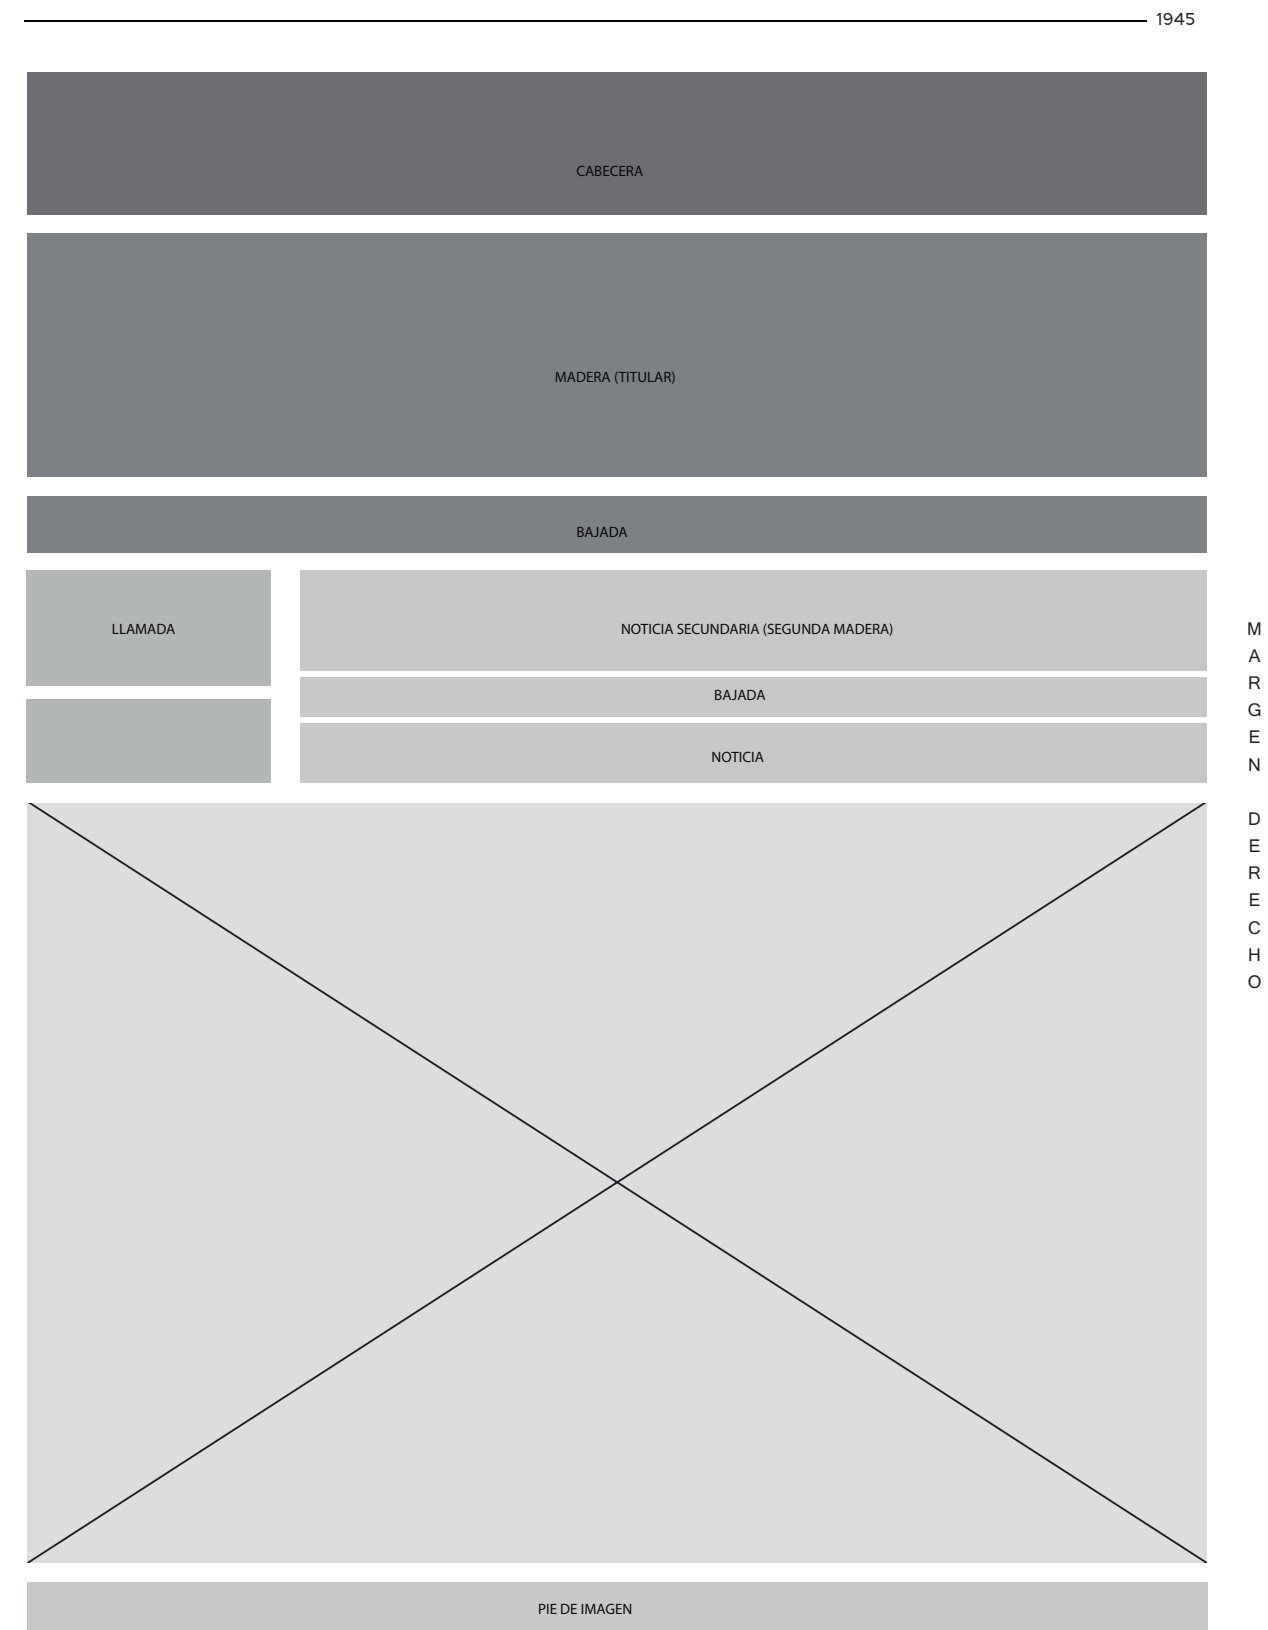 1945
CABECERA
MADERA (TITULAR)
BAJADA
LLAMADA
NOTICIA SECUNDARIA (SEGUNDA MADERA)
BAJADA
NOTICIA
PIE DE IMAGEN
M
A
R
G
E
N
D
E
R
E
C
H
O